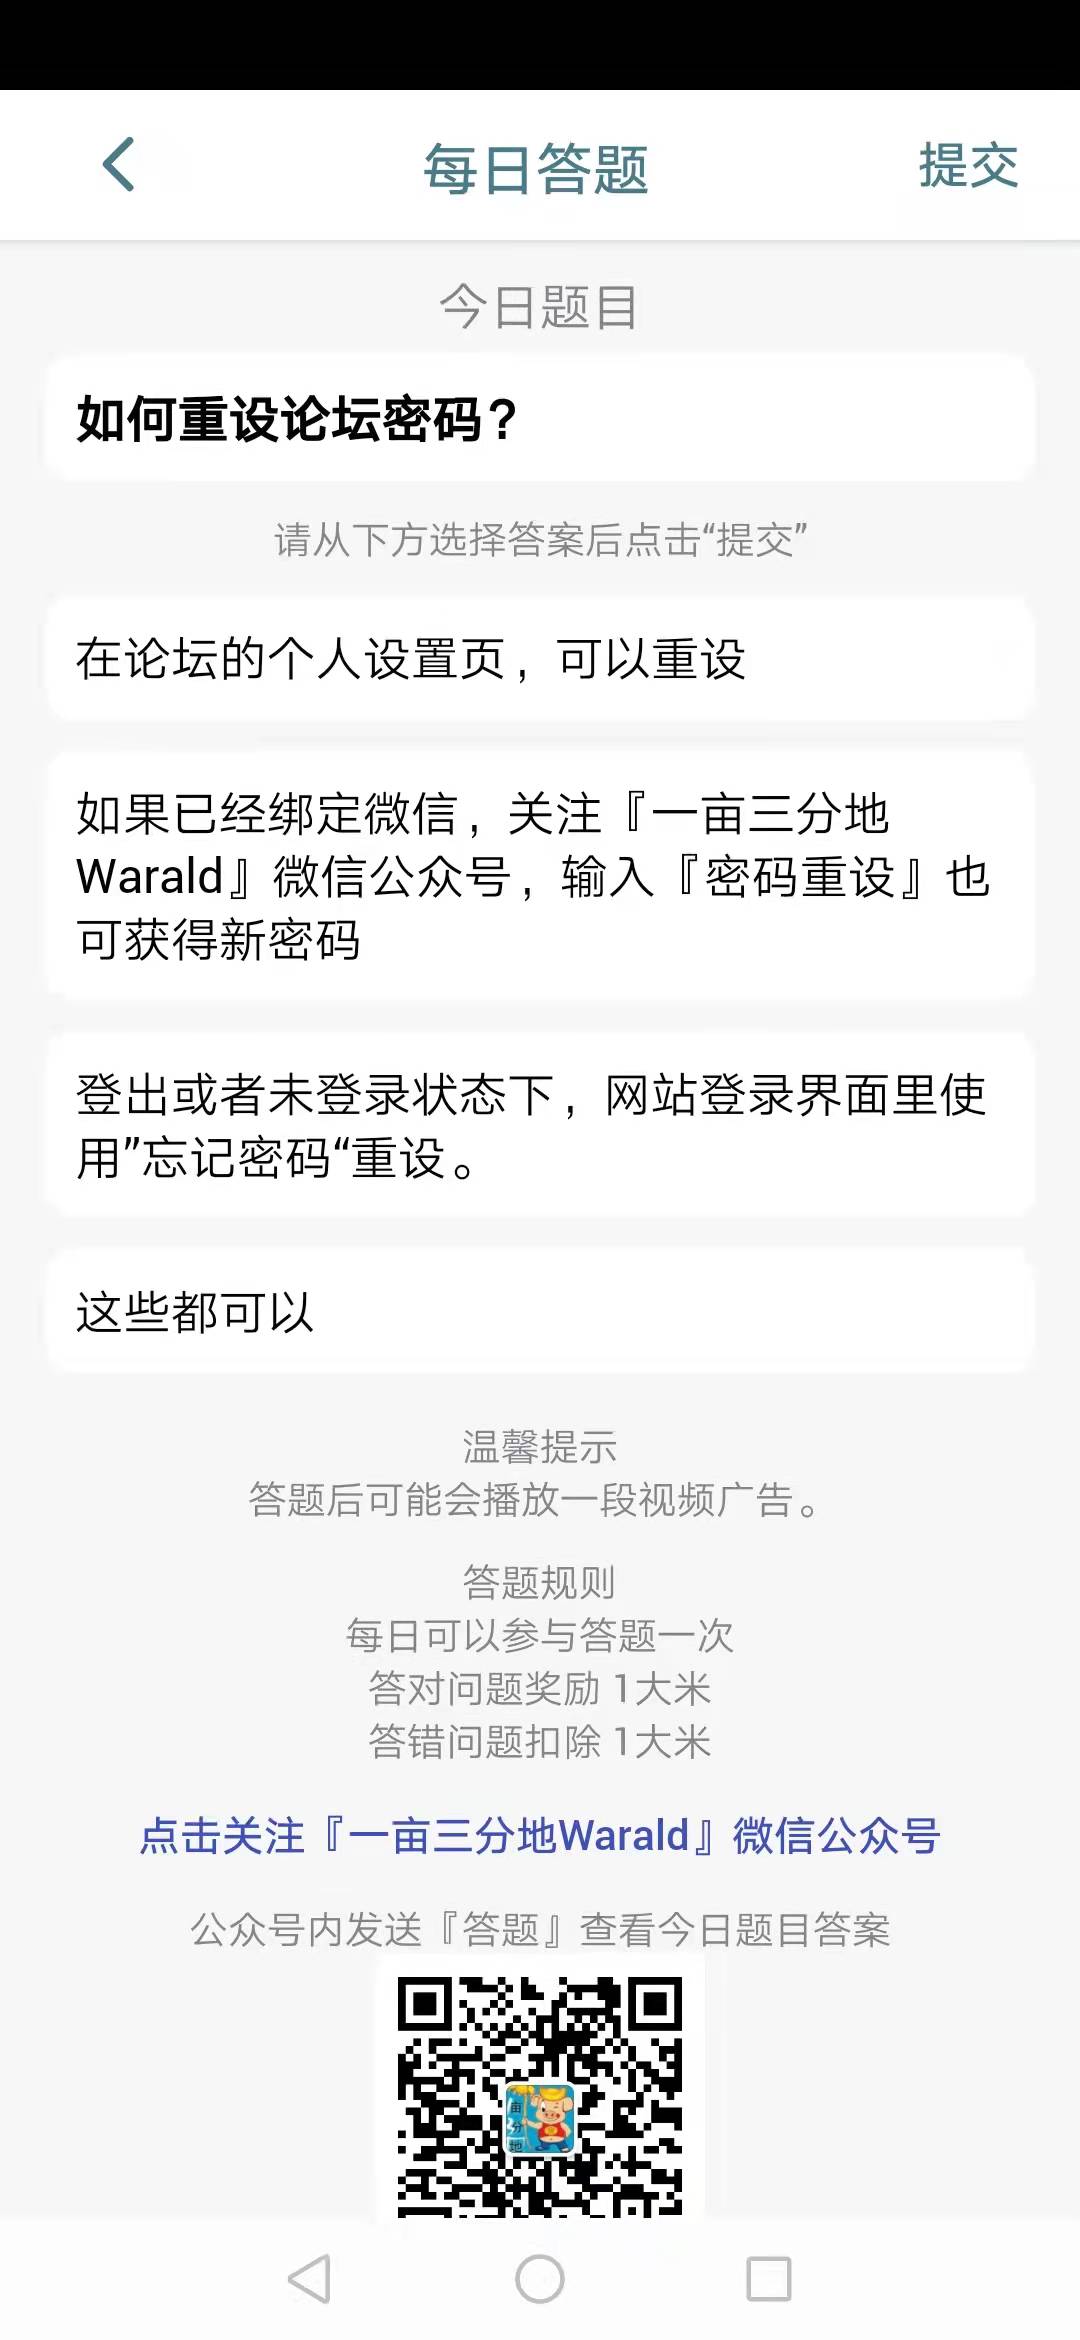 每日答题
提交
今日题目
如何重设论坛密码？
请从下方选择答案后点击“提交”
在论坛的个人设置页，可以重设
如果已经绑定微信，关注『一亩三分地
Warald』微信公众号，输入『密码重设』也
可获得新密码
登出或者未登录状态下，网站登录界面里使
用”忘记密码“重设。
这些都可以
温馨提示
答题后可能会播放一段视频广告。
答题规则
每日可以参与答题一次
答对问题奖励 1大米
答错问题扣除 1大米
点击关注『一亩三分地Warald』微信公众号
公众号内发送『答题』查看今日题目答案
亩
分
地